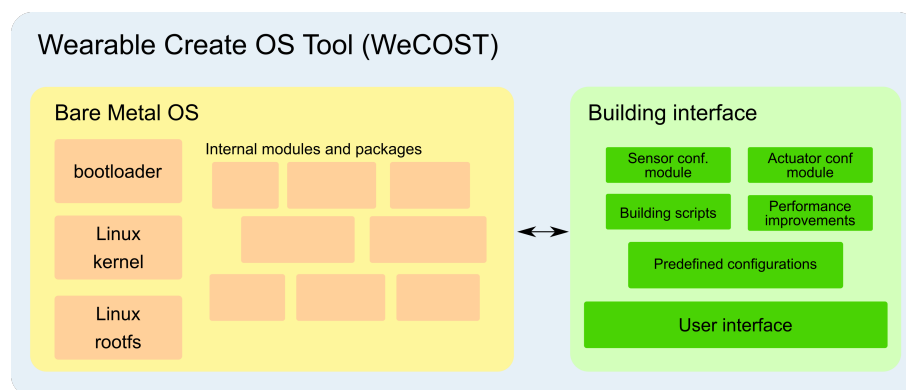 Wearable Create OS Tool (WeCOST)
Bare Metal OS
bootloader
Linux
kernel
Linux
rootfs
Internal modules and packages
Building interface
Sensor conf.
module
Actuator conf
module
Building scripts
Performance
improvements
Predefined configurations
User interface